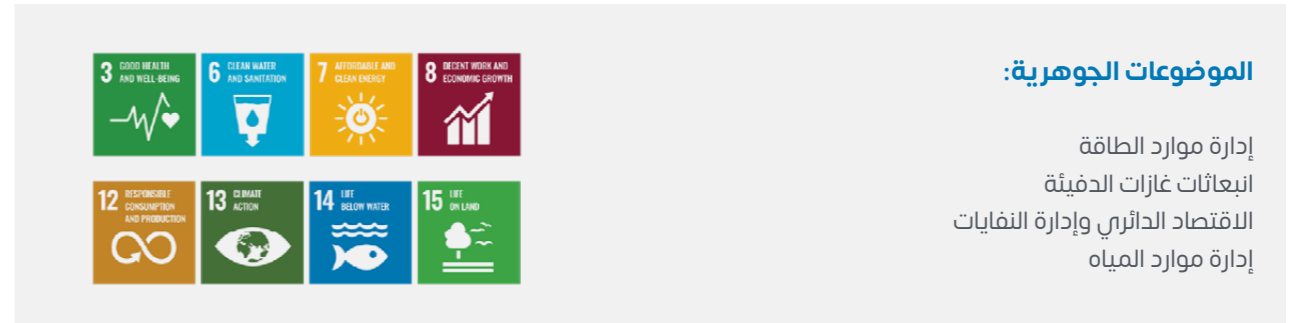 الموضوعات الجوهرية:
إدارة موارد الطاقة
انبعاثات غازات الدفيئة
الاقتصاد الدائري وإدارة النفايات
إدارة موارد المياه
3 GOOD HEALTH
AND WELL-BEING
6 CLEAN WATER
AND SANITATION
7 AFFORDABLE AND
CLEAN ENERGY
8 DECENT WORK AND
ECONOMIC GROWTH
12 RESPONSIBLE
CONSUMPTION
AND PRODUCTION
13 CLIMATE
ACTION
14 LIFE
BELOW WATER
15 LIFE
ON LAND